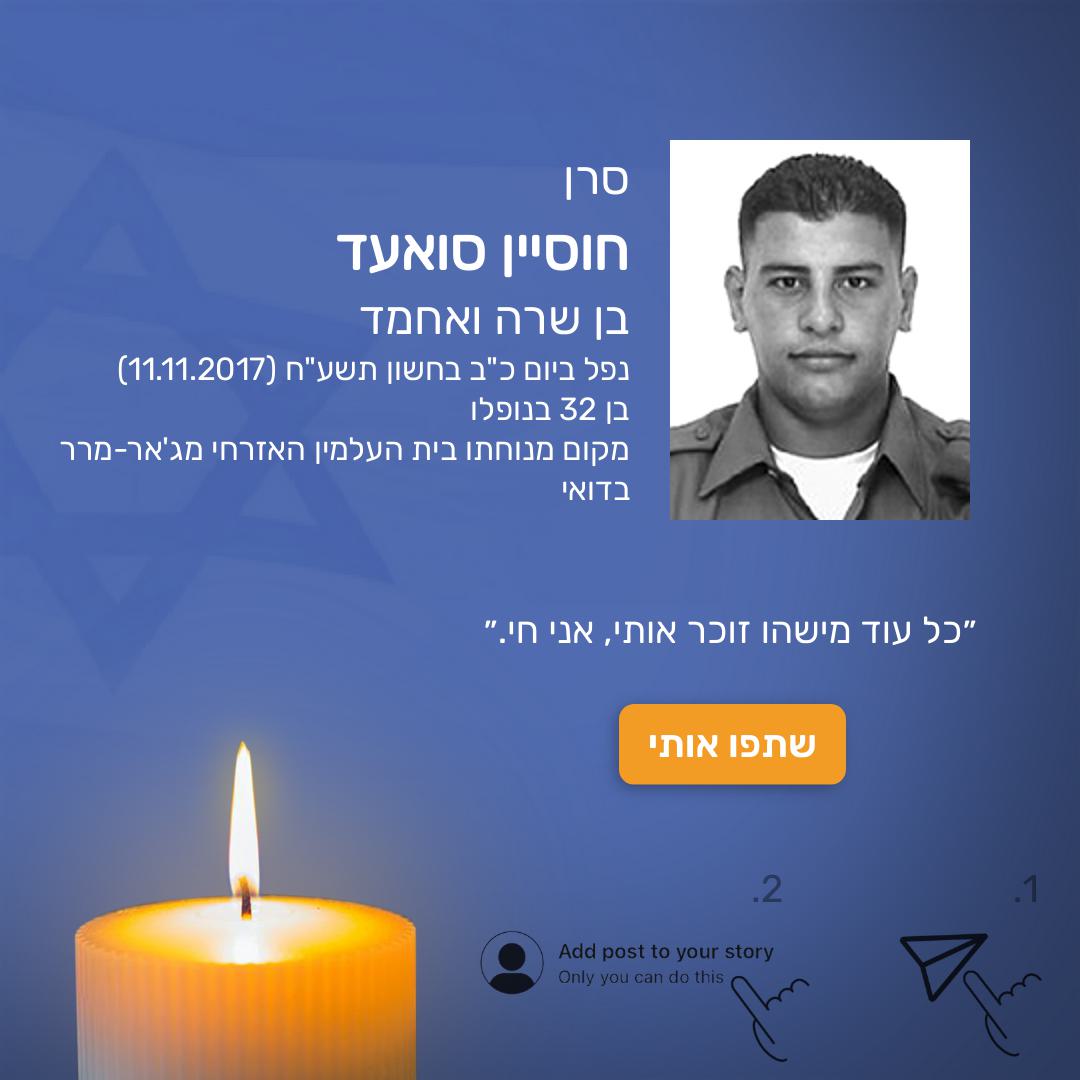 סרן
חוסיין סואעד
בן שרה ואחמד
נפל ביום כ"ב בחשוון תשע"ח (11.11.2017)
בן 32 בנופלו
מקום מנוחתו בית העלמין האזרחי מג'אר-מרר
בדואי
״כל עוד מישהו זוכר אותי, אני חי.״
שתפו אותי
.1
.2
Add post to your story
Only you can do this